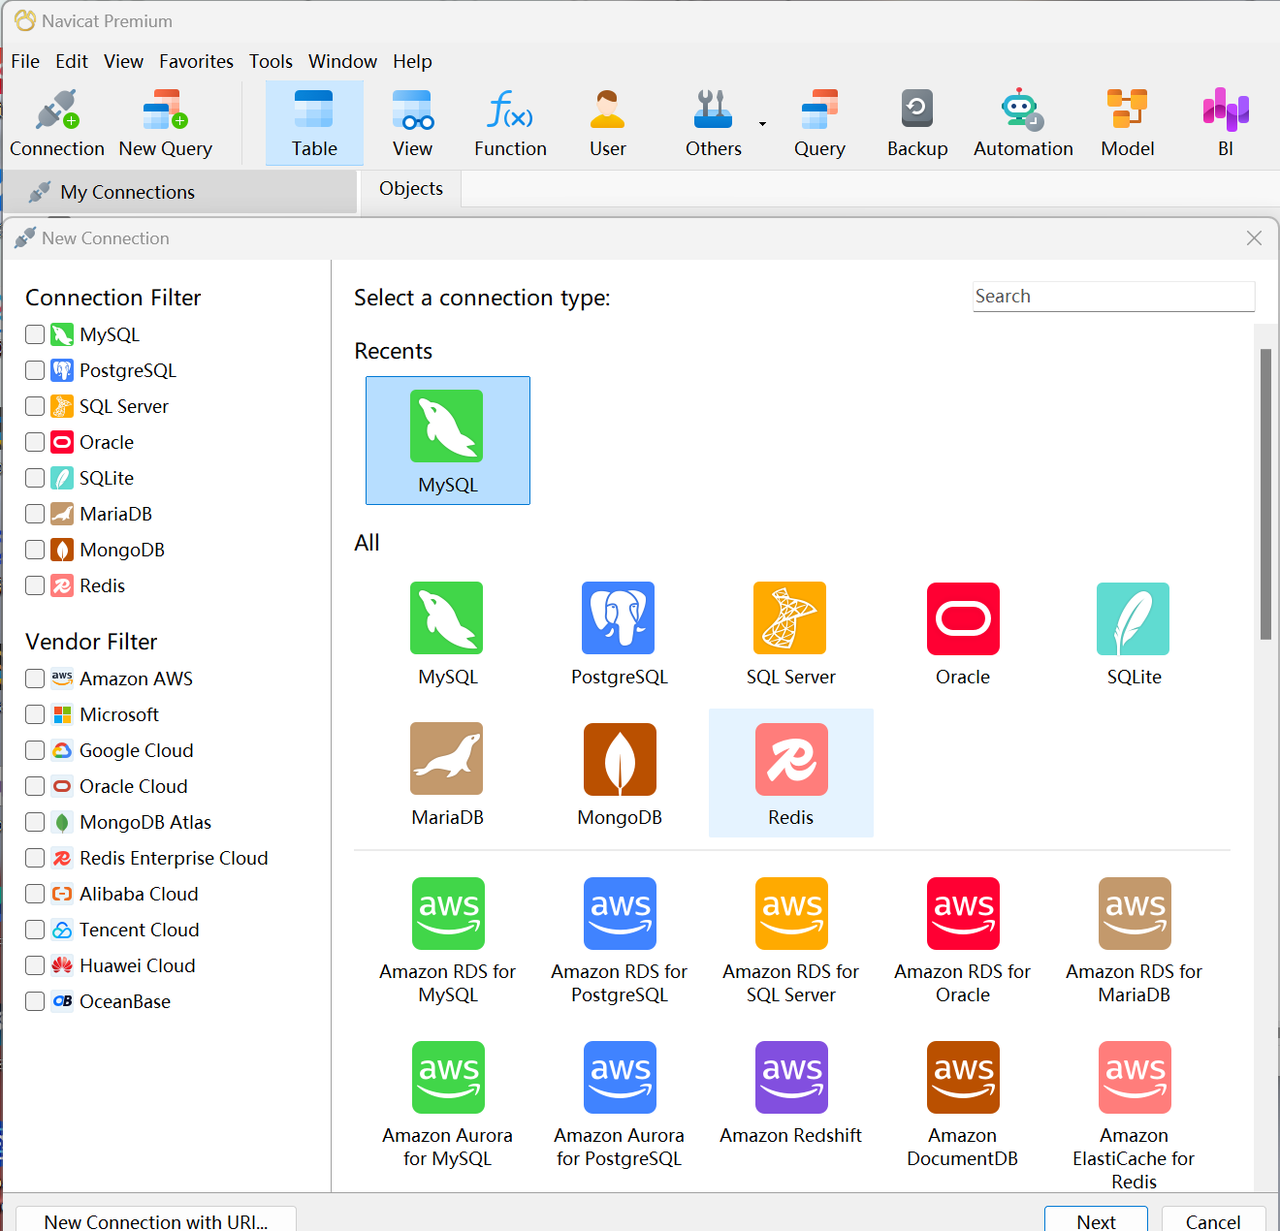 Navicat Premium
File Edit View Favorites Tools Window Help
Connection New Query Table View Function User Others Query Backup Automation Model BI
My Connections
Objects
New Connection
Connection Filter
MySQL
PostgreSQL
SQL Server
Oracle
SQLite
MariaDB
MongoDB
Redis
Vendor Filter
aws Amazon AWS
Microsoft
Google Cloud
Oracle Cloud
MongoDB Atlas
Redis Enterprise Cloud
Alibaba Cloud
Tencent Cloud
Huawei Cloud
OB OceanBase
Select a connection type:
Search
Recents
MySQL
All
MySQL PostgreSQL SQL Server Oracle SQLite
MariaDB MongoDB Redis
aws aws aws aws aws
Amazon RDS for MySQL
Amazon RDS for PostgreSQL
Amazon RDS for SQL Server
Amazon RDS for Oracle
Amazon RDS for MariaDB
aws aws aws aws aws
Amazon Aurora for MySQL
Amazon Aurora for PostgreSQL
Amazon Redshift
Amazon DocumentDB
Amazon ElastiCache for Redis
New Connection with URI...
Next
Cancel